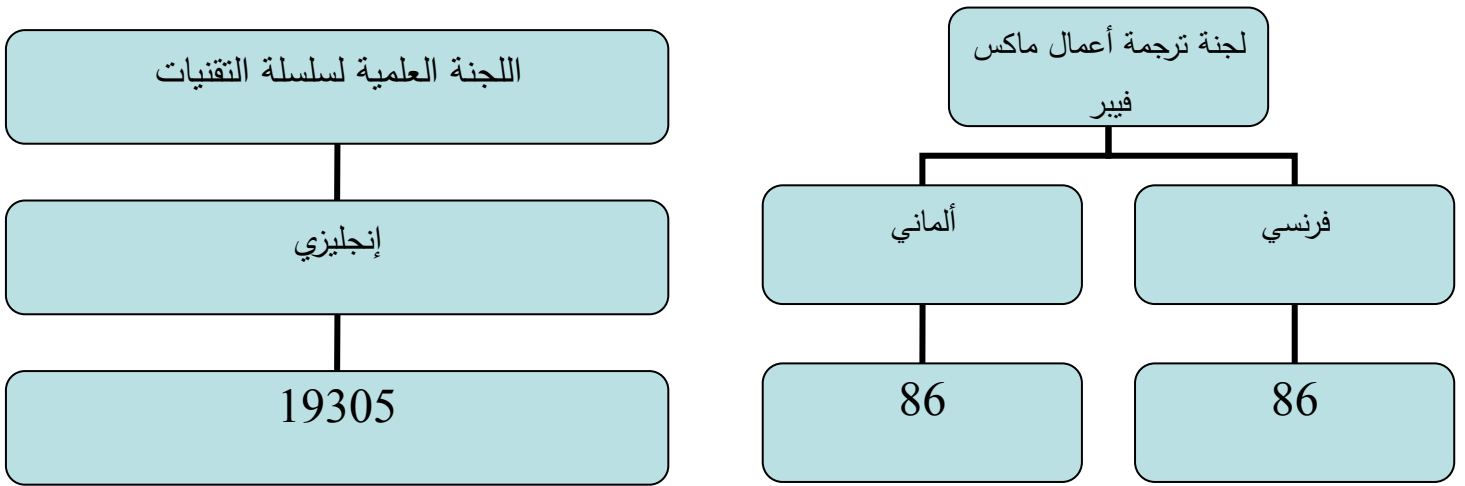 لجنة ترجمة أعمال ماكس
فيبر
فرنسي
ألماني
86
86
اللجنة العلمية لسلسلة التقنيات
إنجليزي
19305